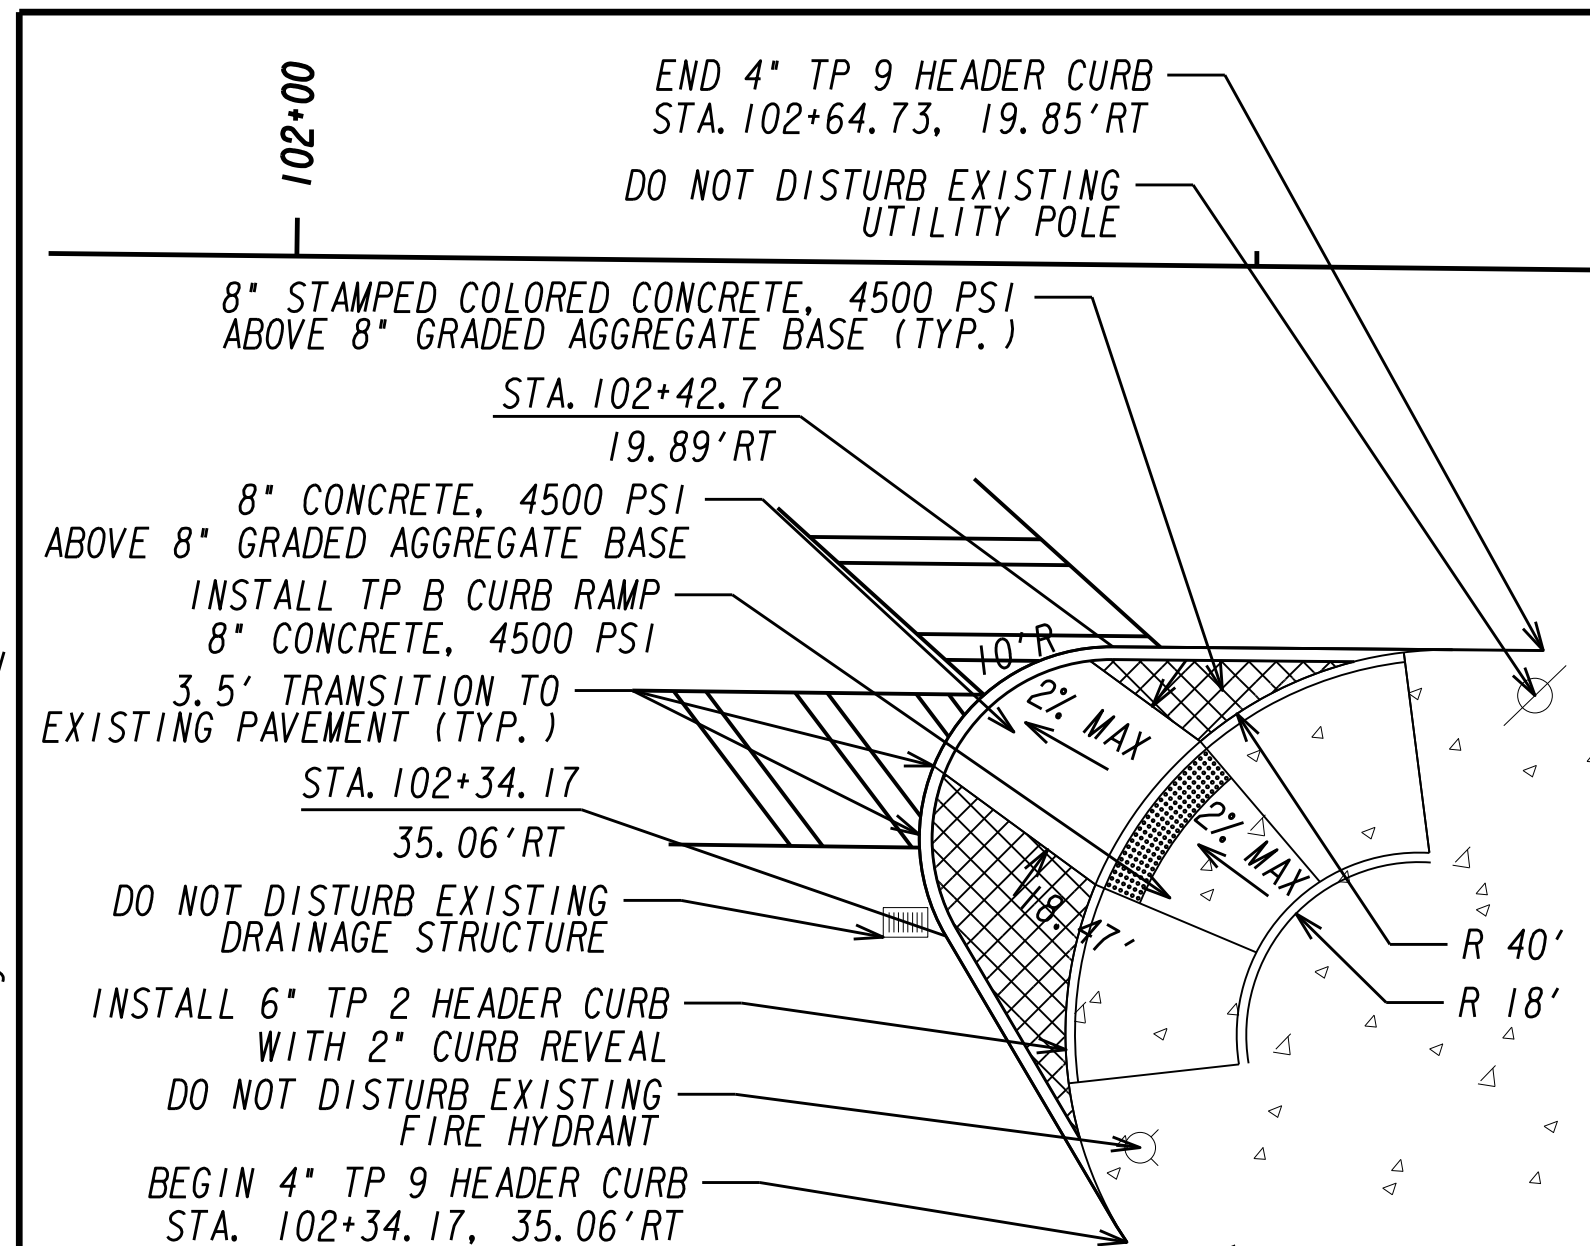 102+00
END 4" TP 9 HEADER CURB
STA. 102+64.73, 19.85'RT
DO NOT DISTURB EXISTING
UTILITY POLE
8" STAMPED COLORED CONCRETE, 4500 PSI
ABOVE 8" GRADED AGGREGATE BASE (TYP.)
STA. 102+42.72
19.89'RT
8" CONCRETE, 4500 PSI
ABOVE 8" GRADED AGGREGATE BASE
INSTALL TP B CURB RAMP
8" CONCRETE, 4500 PSI
3.5' TRANSITION TO
EXISTING PAVEMENT (TYP.)
STA. 102+34.17
35.06'RT
DO NOT DISTURB EXISTING
DRAINAGE STRUCTURE
INSTALL 6" TP 2 HEADER CURB
WITH 2" CURB REVEAL
DO NOT DISTURB EXISTING
FIRE HYDRANT
BEGIN 4" TP 9 HEADER CURB
STA. 102+34.17, 35.06'RT
10'R
2% MAX
2% MAX
18.47'
R 40'
R 18'